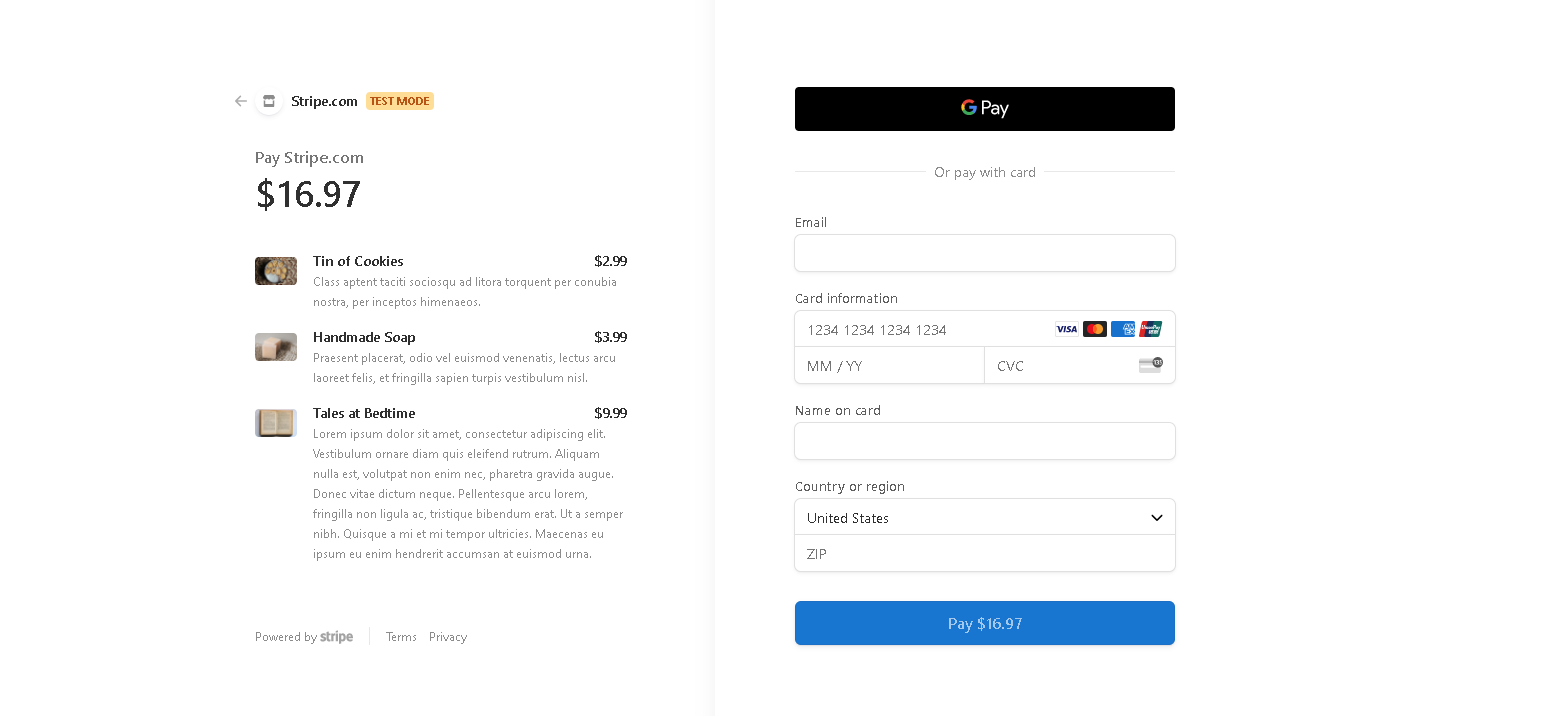 Stripe.com TEST MODE
Pay Stripe.com
$16.97
Tin of Cookies $2.99
Class aptent taciti sociosqu ad litora torquent per conubia
nostra, per inceptos himenaeos.
Handmade Soap $3.99
Praesent placerat, odio vel euismod venenatis, lectus arcu
laoreet felis, et fringilla sapien turpis vestibulum nisl.
Tales at Bedtime $9.99
Lorem ipsum dolor sit amet, consectetur adipiscing elit.
Vestibulum ornare diam quis eleifend rutrum. Aliquam
nulla est, volutpat non enim nec, pharetra gravida augue.
Donec vitae dictum neque. Pellentesque arcu lorem,
fringilla non ligula ac, tristique bibendum erat. Ut a semper
nibh. Quisque a mi et mi tempor ultricies. Maecenas eu
ipsum eu enim hendrerit accumsan at euismod urna.
Powered by stripe Terms Privacy
G Pay
Or pay with card
Email
Card information
1234 1234 1234 1234 VISA
MM / YY CVC 135
Name on card
Country or region
United States
ZIP
Pay $16.97